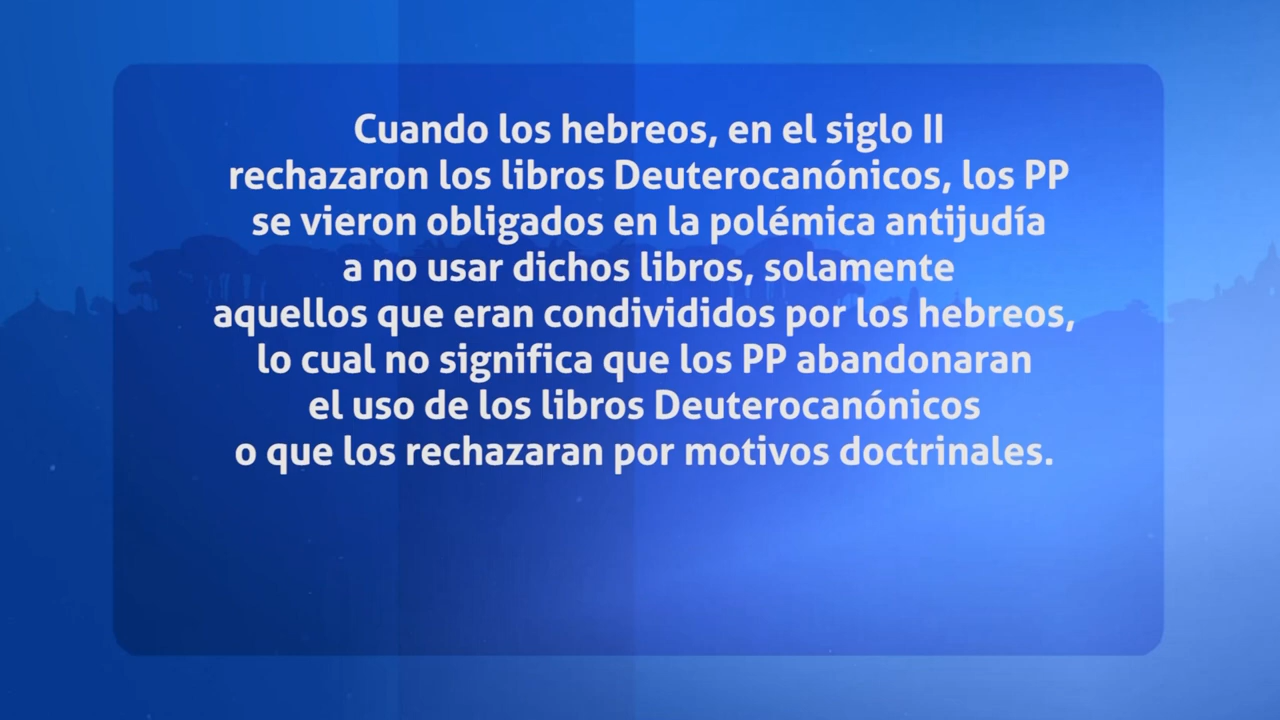 Cuando los hebreos, en el siglo II
rechazaron los libros Deuterocanónicos, los PP
se vieron obligados en la polémica antijudía
a no usar dichos libros, solamente
aquellos que eran condivididos por los hebreos,
lo cual no significa que los PP abandonaran
el uso de los libros Deuterocanónicos
o que los rechazaran por motivos doctrinales.